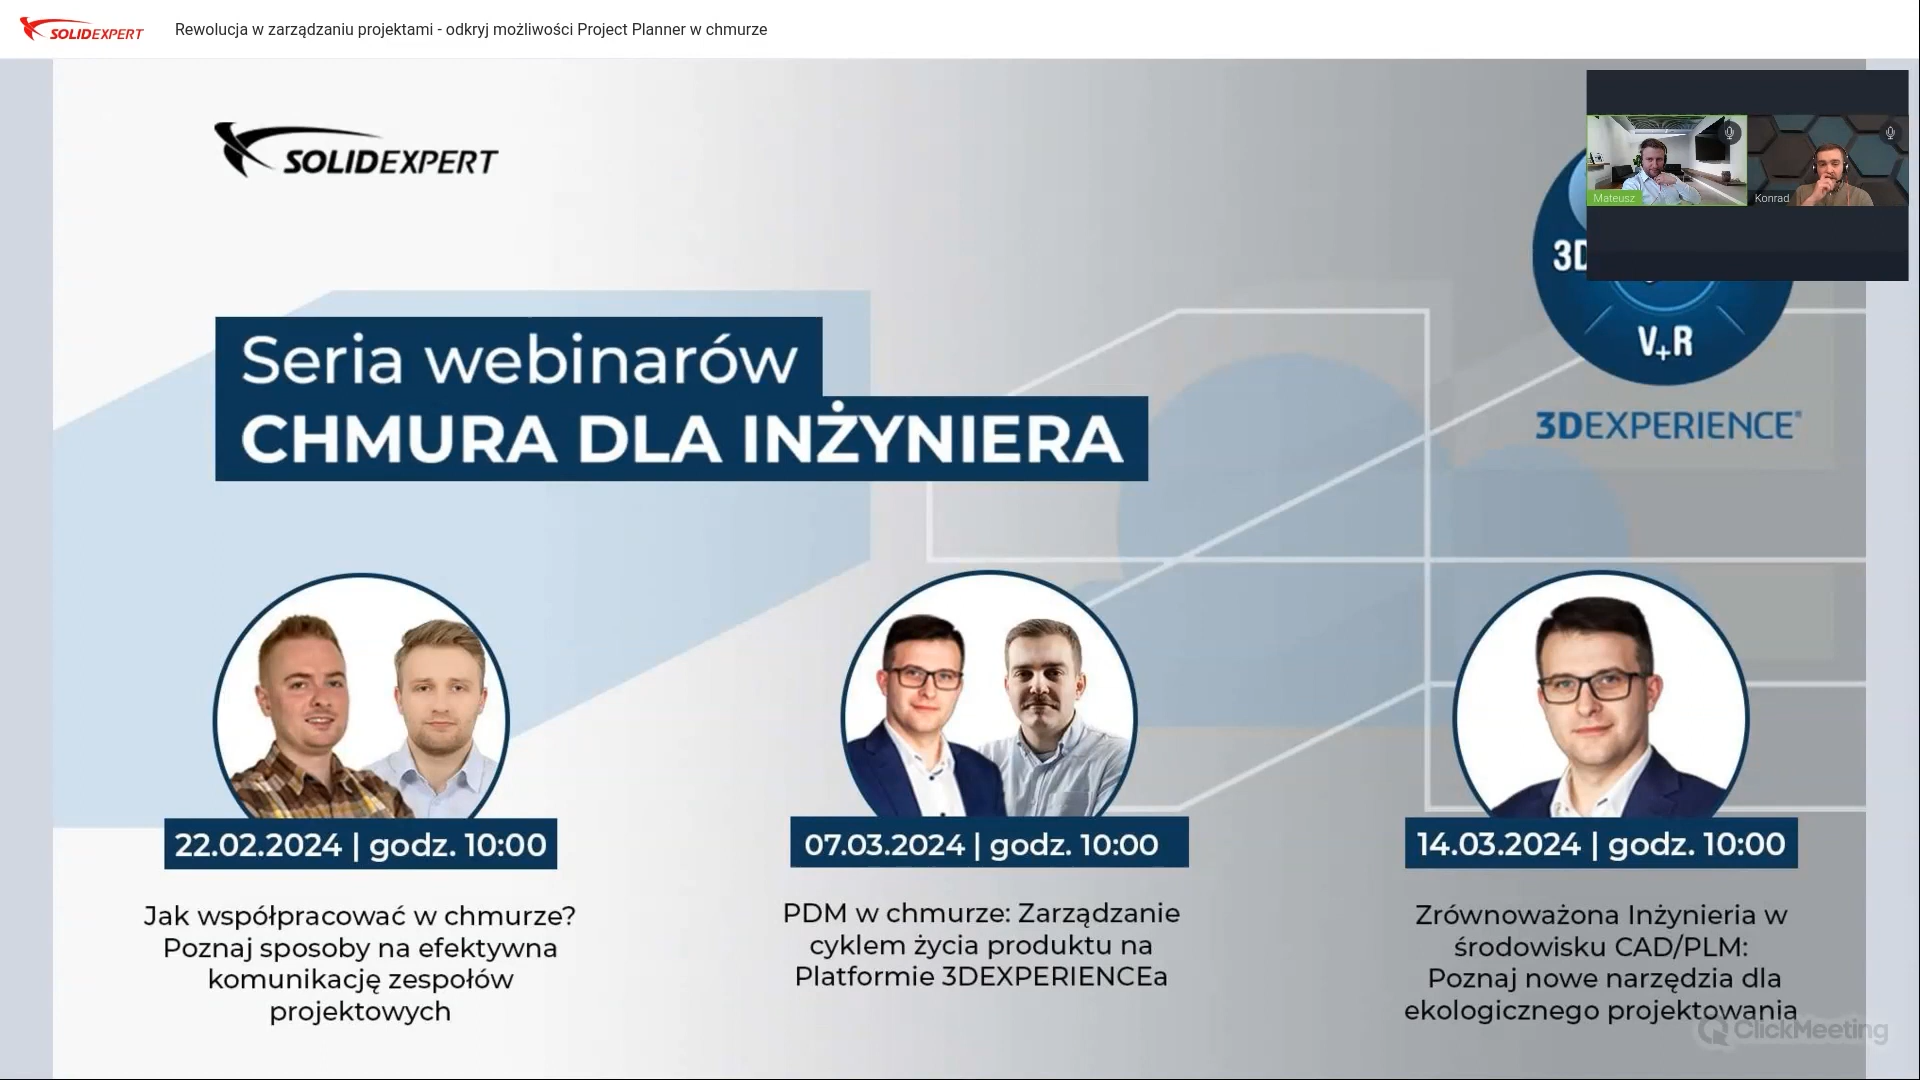 SOLIDEXPERT
Rewolucja w zarządzaniu projektami - odkryj możliwości Project Planner w chmurze
SOLIDEXPERT
Mateusz
Konrad
3D
V+R
3DEXPERIENCE®
Seria webinarów
CHMURA DLA INŻYNIERA
22.02.2024 | godz. 10:00
Jak współpracować w chmurze?
Poznaj sposoby na efektywna
komunikację zespołów
projektowych
07.03.2024 | godz. 10:00
PDM w chmurze: Zarządzanie
cyklem życia produktu na
Platformie 3DEXPERIENCEa
14.03.2024 | godz. 10:00
Zrównoważona Inżynieria w
środowisku CAD/PLM:
Poznaj nowe narzędzia dla
ekologicznego projektowania
ClickMeeting